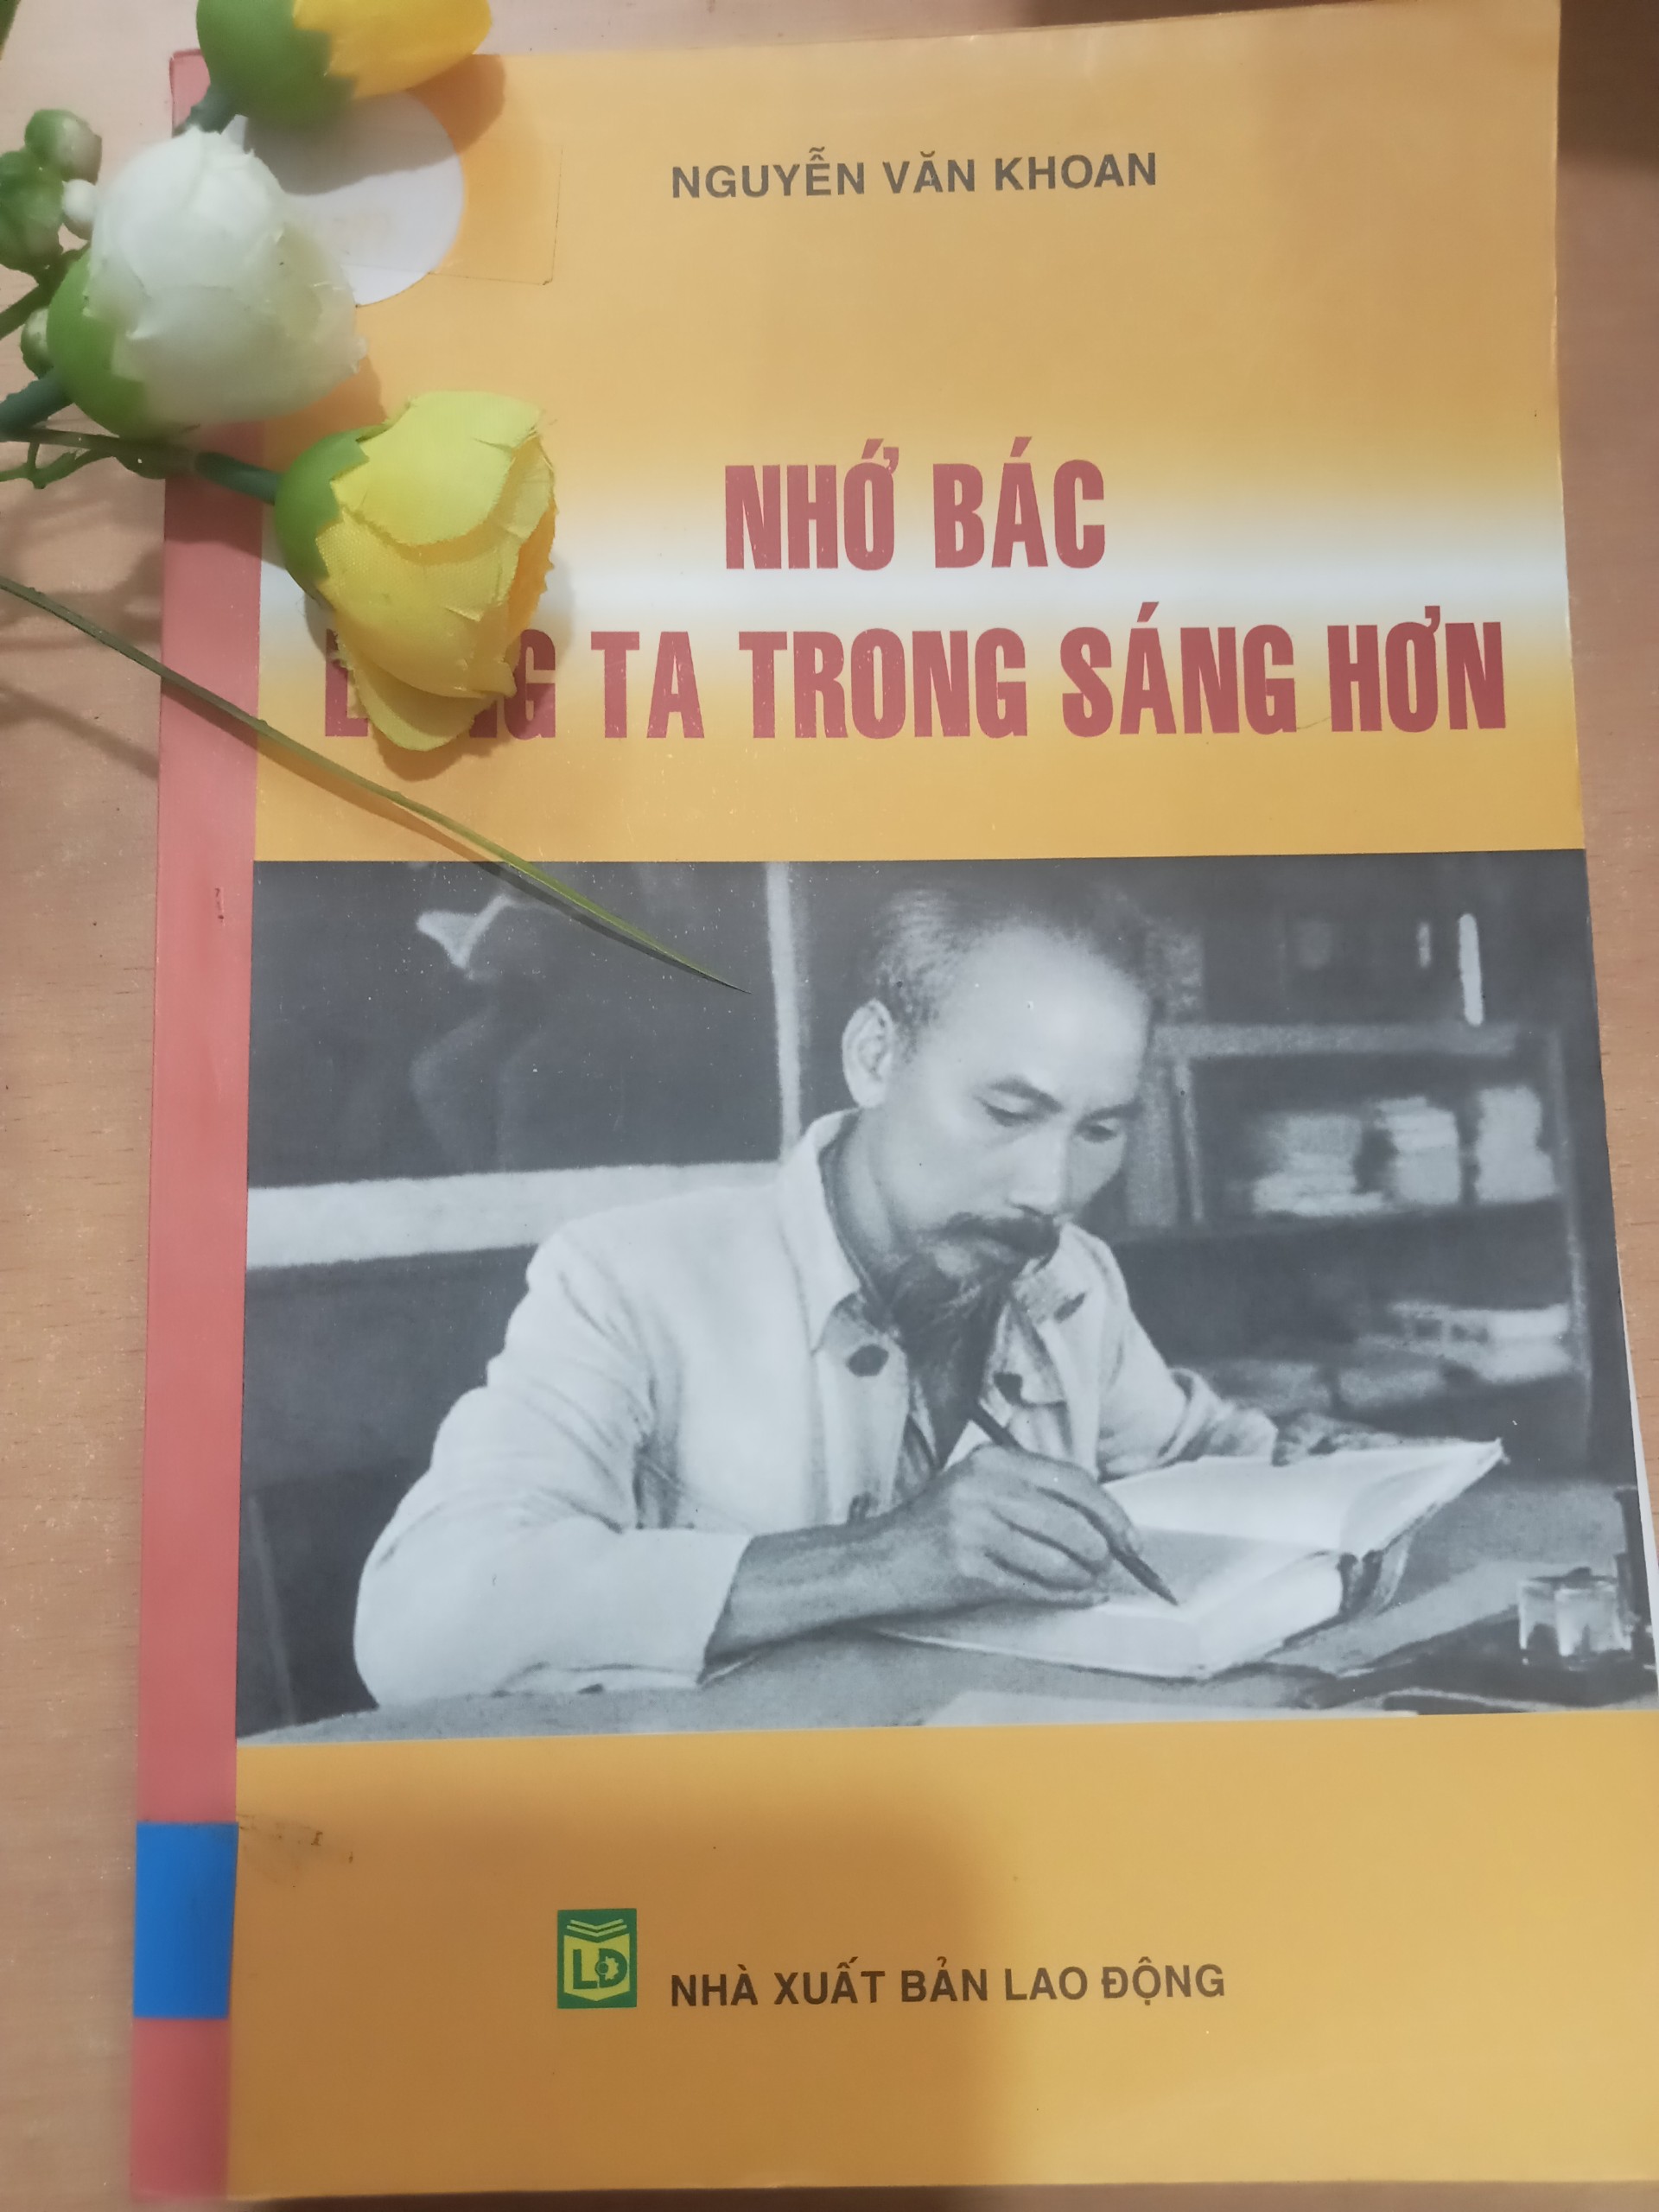 NGUYỄN VĂN KHOAN
NHỚ BÁC
TA TRONG SÁNG HƠN
LĐ
NHÀ XUẤT BẢN LAO ĐỘNG